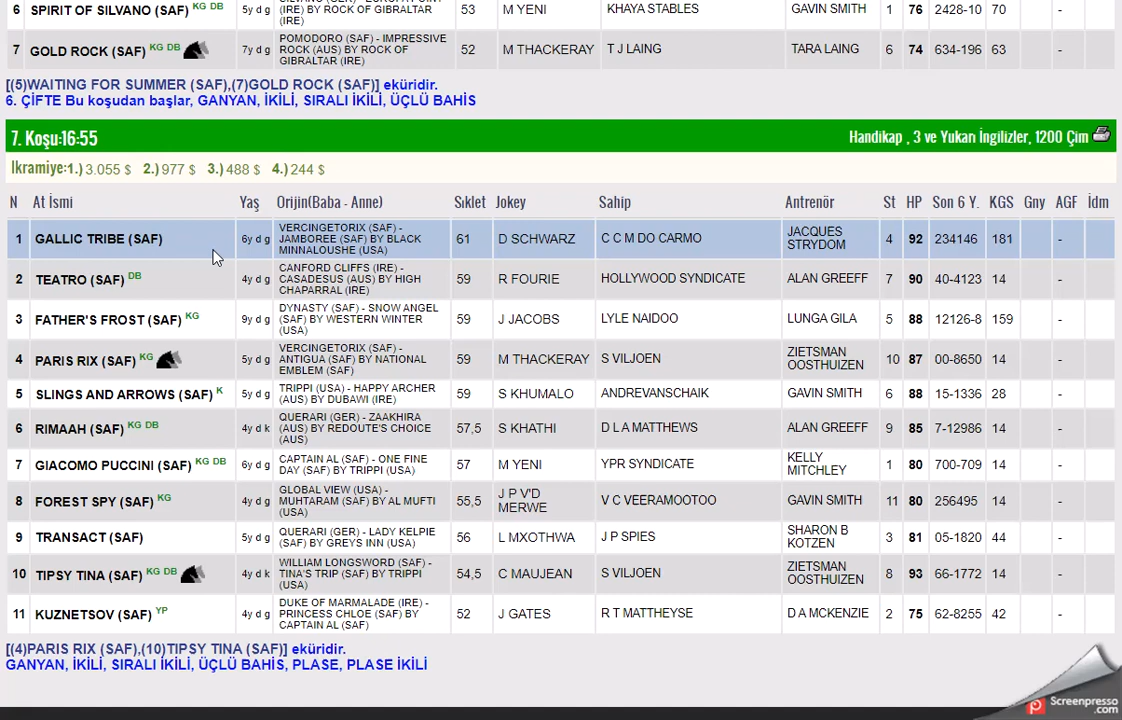 6 SPIRIT OF SILVANO (SAF) KG DB 5y d g (IRE) BY ROCK OF GIBRALTAR (IRE) 53 M YENI KHAYA STABLES GAVIN SMITH 1 76 2428-10 70 -
7 GOLD ROCK (SAF) KG DB 7y d g POMODORO (SAF) - IMPRESSIVE ROCK (AUS) BY ROCK OF GIBRALTAR (IRE) 52 M THACKERAY T J LAING TARA LAING 6 74 634-196 63 -
[(5)WAITING FOR SUMMER (SAF),(7)GOLD ROCK (SAF)] eküridir.
6. ÇİFTE Bu koşudan başlar, GANYAN, İKİLİ, SIRALI İKİLİ, ÜÇLÜ BAHİS
7. Koşu:16:55 Handikap , 3 ve Yukarı İngilizler, 1200 Çim
İkramiye:1.) 3.055 $ 2.) 977 $ 3.) 488 $ 4.) 244 $
N At İsmi Yaş Orijin(Baba - Anne) Sıklet Jokey Sahip Antrenör St HP Son 6 Y. KGS Gny AGF İdm
1 GALLIC TRIBE (SAF) 6y d g VERCINGETORIX (SAF) - JAMBOREE (SAF) BY BLACK MINNALOUSHE (USA) 61 D SCHWARZ C C M DO CARMO JACQUES STRYDOM 4 92 234146 181 -
2 TEATRO (SAF) DB 4y d g CANFORD CLIFFS (IRE) - CASADESUS (AUS) BY HIGH CHAPARRAL (IRE) 59 R FOURIE HOLLYWOOD SYNDICATE ALAN GREEFF 7 90 40-4123 14 -
3 FATHER'S FROST (SAF) KG 9y d g DYNASTY (SAF) - SNOW ANGEL (SAF) BY WESTERN WINTER (USA) 59 J JACOBS LYLE NAIDOO LUNGA GILA 5 88 12126-8 159 -
4 PARIS RIX (SAF) KG 5y d g VERCINGETORIX (SAF) - ANTIGUA (SAF) BY NATIONAL EMBLEM (SAF) 59 M THACKERAY S VILJOEN ZIETSMAN OOSTHUIZEN 10 87 00-8650 14 -
5 SLINGS AND ARROWS (SAF) K 5y d g TRIPPI (USA) - HAPPY ARCHER (AUS) BY DUBAWI (IRE) 59 S KHUMALO ANDREVANSCHAIK GAVIN SMITH 6 88 15-1336 28 -
6 RIMAAH (SAF) KG DB 4y d k QUERARI (GER) - ZAAKHIRA (AUS) BY REDOUTE'S CHOICE (AUS) 57,5 S KHATHI D L A MATTHEWS ALAN GREEFF 9 85 7-12986 14 -
7 GIACOMO PUCCINI (SAF) KG DB 6y d g CAPTAIN AL (SAF) - ONE FINE DAY (SAF) BY TRIPPI (USA) 57 M YENI YPR SYNDICATE KELLY MITCHLEY 1 80 700-709 14 -
8 FOREST SPY (SAF) KG 4y d g GLOBAL VIEW (USA) - MUHTARAM (SAF) BY AL MUFTI (USA) 55,5 J P V'D MERWE V C VEERAMOOTOO GAVIN SMITH 11 80 256495 14 -
9 TRANSACT (SAF) 5y d g QUERARI (GER) - LADY KELPIE (SAF) BY GREYS INN (USA) 56 L MXOTHWA J P SPIES SHARON B KOTZEN 3 81 05-1820 44 -
10 TIPSY TINA (SAF) KG DB 4y d k WILLIAM LONGSWORD (SAF) - TINA'S TRIP (SAF) BY TRIPPI (USA) 54,5 C MAUJEAN S VILJOEN ZIETSMAN OOSTHUIZEN 8 93 66-1772 14 -
11 KUZNETSOV (SAF) YP 4y d g DUKE OF MARMALADE (IRE) - PRINCESS CHLOE (SAF) BY CAPTAIN AL (SAF) 52 J GATES R T MATTHEYSE D A MCKENZIE 2 75 62-8255 42 -
[(4)PARIS RIX (SAF),(10)TIPSY TINA (SAF)] eküridir.
GANYAN, İKİLİ, SIRALI İKİLİ, ÜÇLÜ BAHİS, PLASE, PLASE İKİLİ
Screenpresso.com